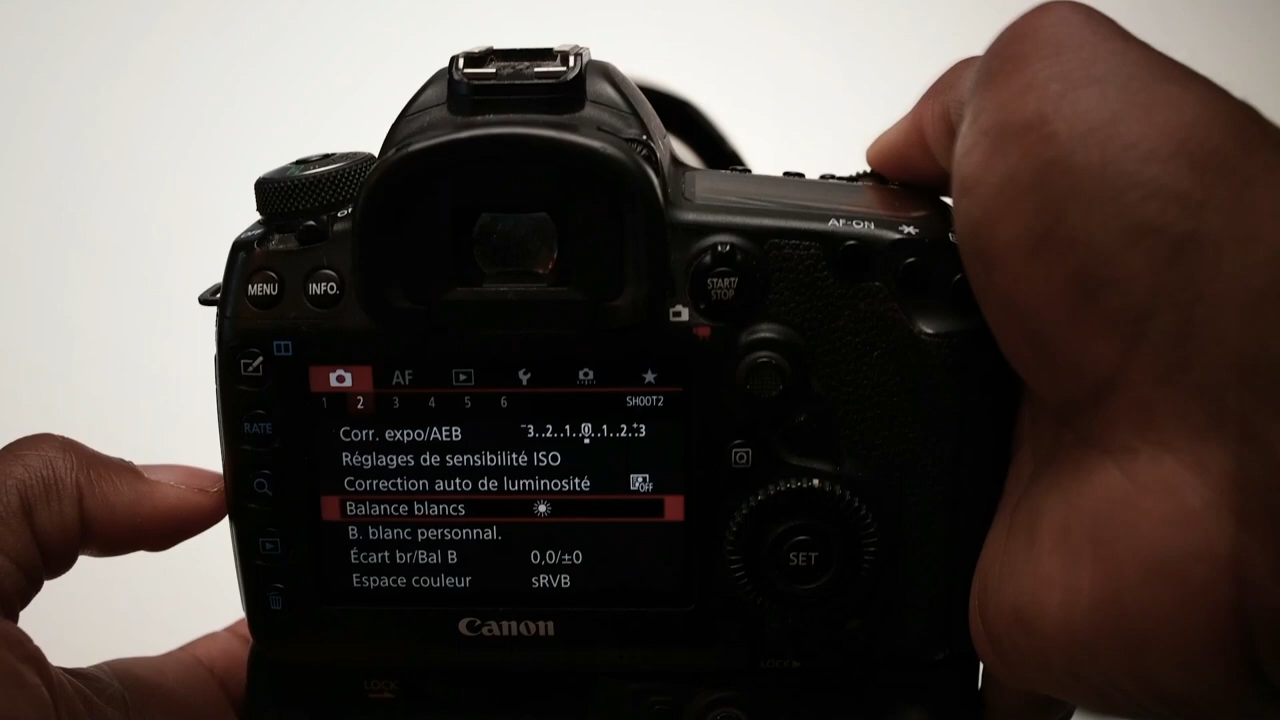 AF-ON
MENU
INFO.
START/
STOP
RATE
AF
1 2 3 4 5 6 SHOOT2
Corr. expo/AEB -3..2..1..0..1..2.+3
Réglages de sensibilité ISO
Correction auto de luminosité OFF
Balance blancs
B. blanc personnal.
Écart br/Bal B 0,0/±0
Espace couleur sRVB
Q
SET
Canon
LOCK▶
LOCK